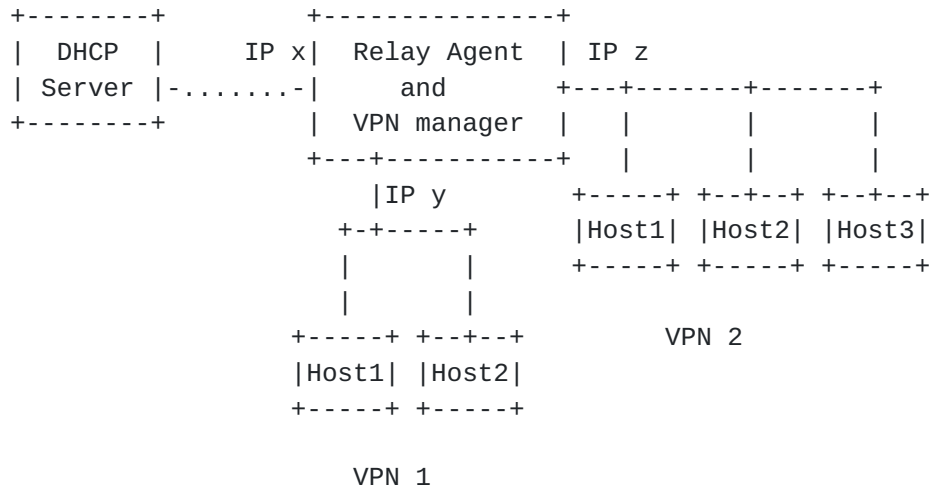 +--------+         +---------------+
|  DHCP  |     IP x|  Relay Agent  | IP z
| Server |-.......-|     and       +---+-------+-------+
+--------+         |  VPN manager  |   |       |       |
                   +---+-----------+   |       |       |
                       |IP y        +-----+ +--+--+ +--+--+
                     +-+-----+      |Host1| |Host2| |Host3|
                     |       |      +-----+ +-----+ +-----+
                     |       |
                  +-----+ +--+--+         VPN 2
                  |Host1| |Host2|
                  +-----+ +-----+
                      VPN 1